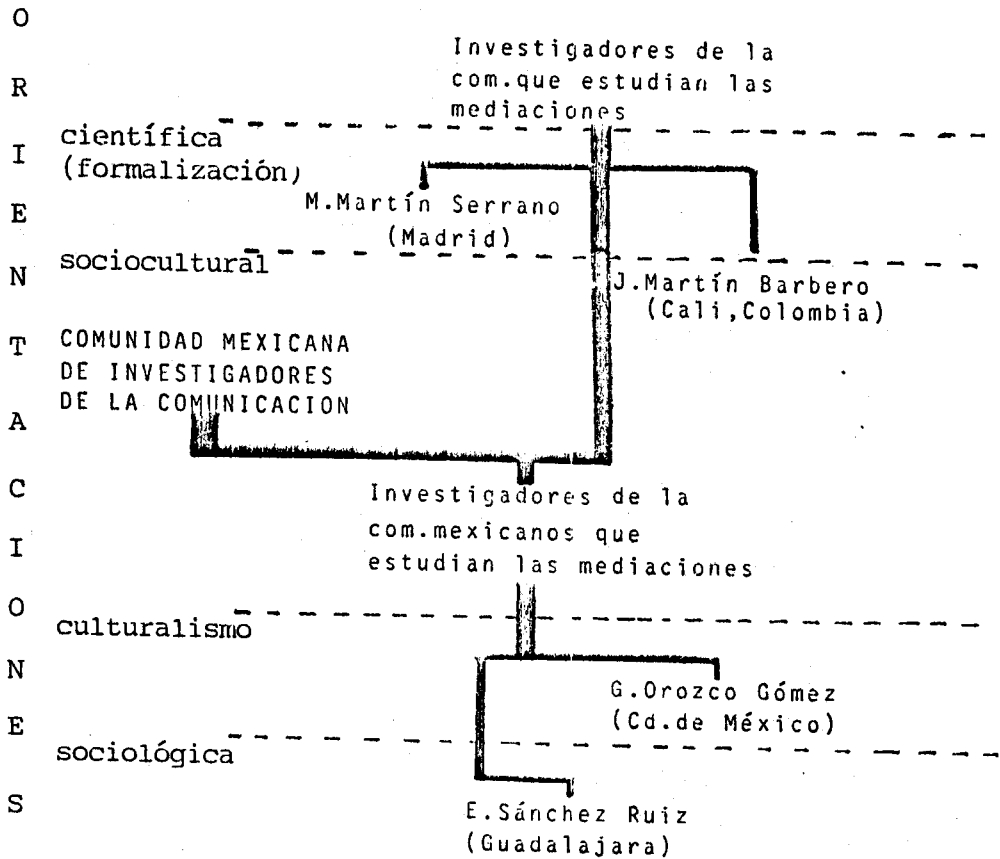 O
R
I
E
N
T
A
C
I
O
N
E
S
Investigadores de la
com.que estudian las
mediaciones
científica
(formalización)
M.Martín Serrano
(Madrid)
sociocultural
J.Martín Barbero
(Cali,Colombia)
COMUNIDAD MEXICANA
DE INVESTIGADORES
DE LA COMUNICACION
Investigadores de la
com.mexicanos que
estudian las mediaciones
culturalismo
G.Orozco Gómez
(Cd.de México)
sociológica
E.Sánchez Ruiz
(Guadalajara)